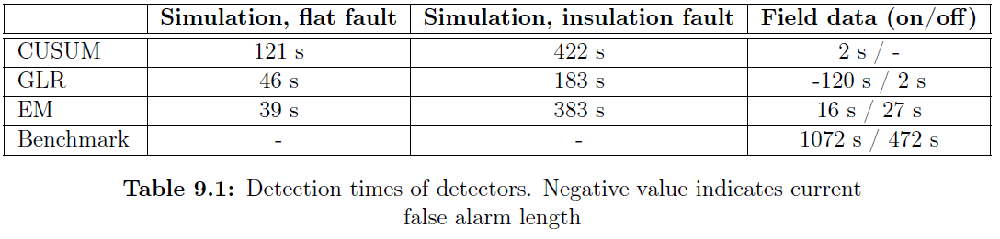 Simulation, flat fault Simulation, insulation fault Field data (on/off)
CUSUM 121 s 422 s 2 s / -
GLR 46 s 183 s -120 s / 2 s
EM 39 s 383 s 16 s / 27 s
Benchmark - - 1072 s / 472 s
Table 9.1: Detection times of detectors. Negative value indicates current
false alarm length